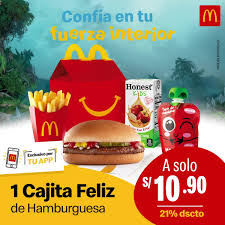 Confía en tu
fuerza interior
Honest
KIDS
Exclusivo por
TU APP
1 Cajita Feliz
de Hamburguesa
A solo
S/ 10.90
21% dscto